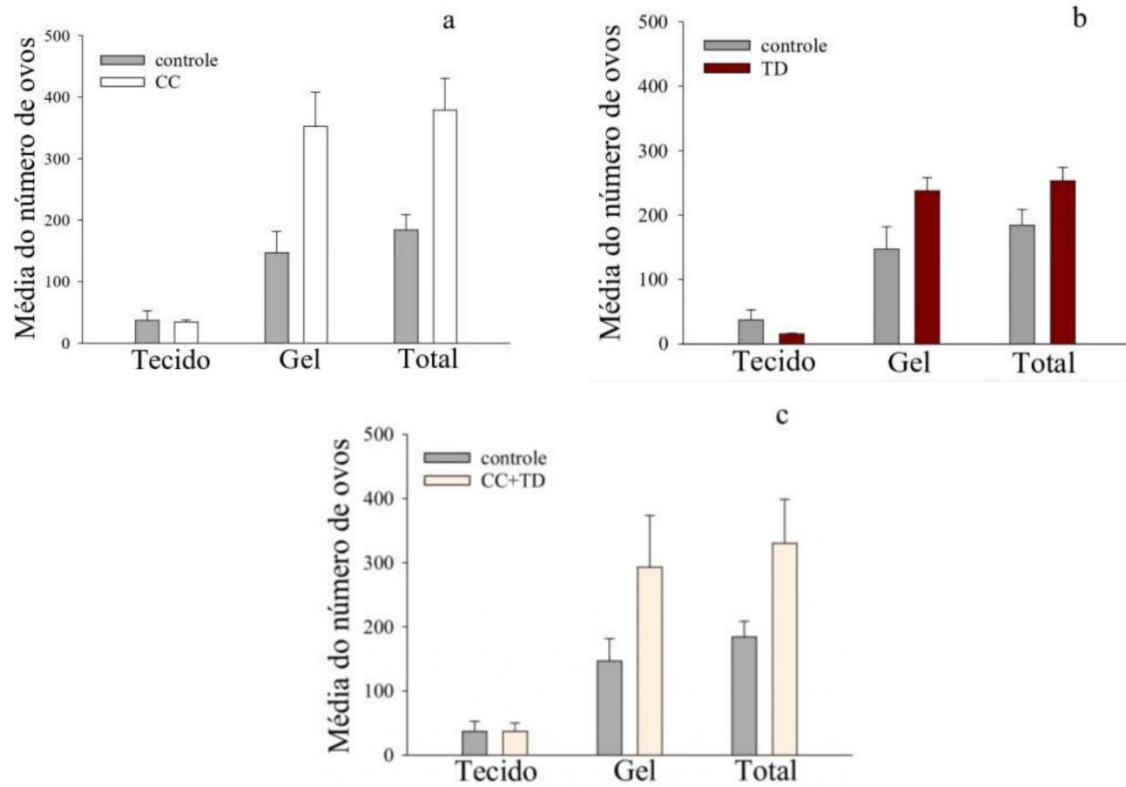 a
Média do número de ovos
500
400
300
200
100
0
controle
CC
Tecido Gel Total
b
Média do número de ovos
500
400
300
200
100
0
controle
TD
Tecido Gel Total
c
Média do número de ovos
500
400
300
200
100
0
controle
CC+TD
Tecido Gel Total